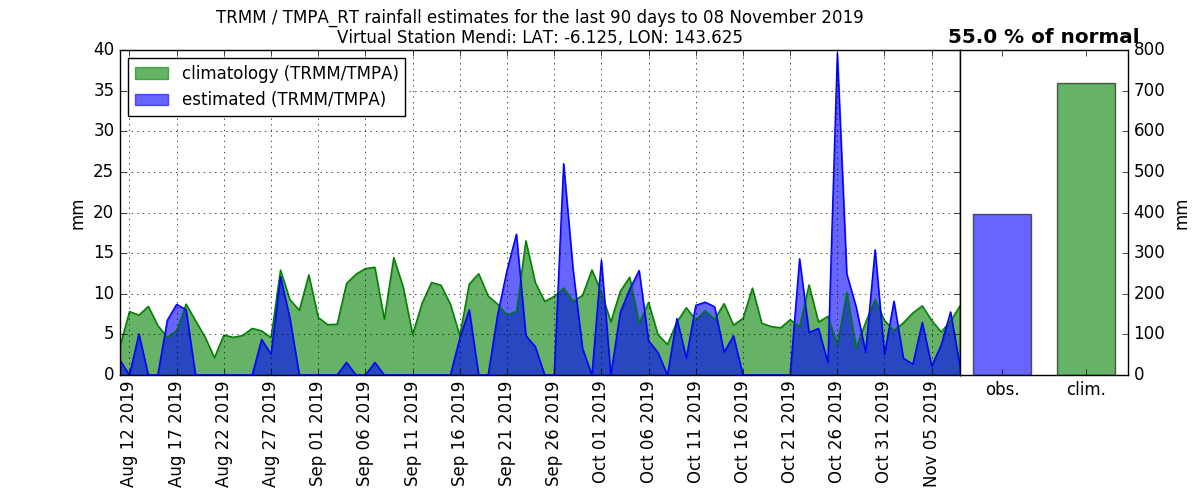 TRMM / TMPA_RT rainfall estimates for the last 90 days to 08 November 2019
Virtual Station Mendi: LAT: -6.125, LON: 143.625
55.0 % of normal
climatology (TRMM/TMPA)
estimated (TRMM/TMPA)
mm
40
35
30
25
20
15
10
5
0
Aug 12 2019
Aug 17 2019
Aug 22 2019
Aug 27 2019
Sep 01 2019
Sep 06 2019
Sep 11 2019
Sep 16 2019
Sep 21 2019
Sep 26 2019
Oct 01 2019
Oct 06 2019
Oct 11 2019
Oct 16 2019
Oct 21 2019
Oct 26 2019
Oct 31 2019
Nov 05 2019
obs.
clim.
800
700
600
500
400
300
200
100
0
mm